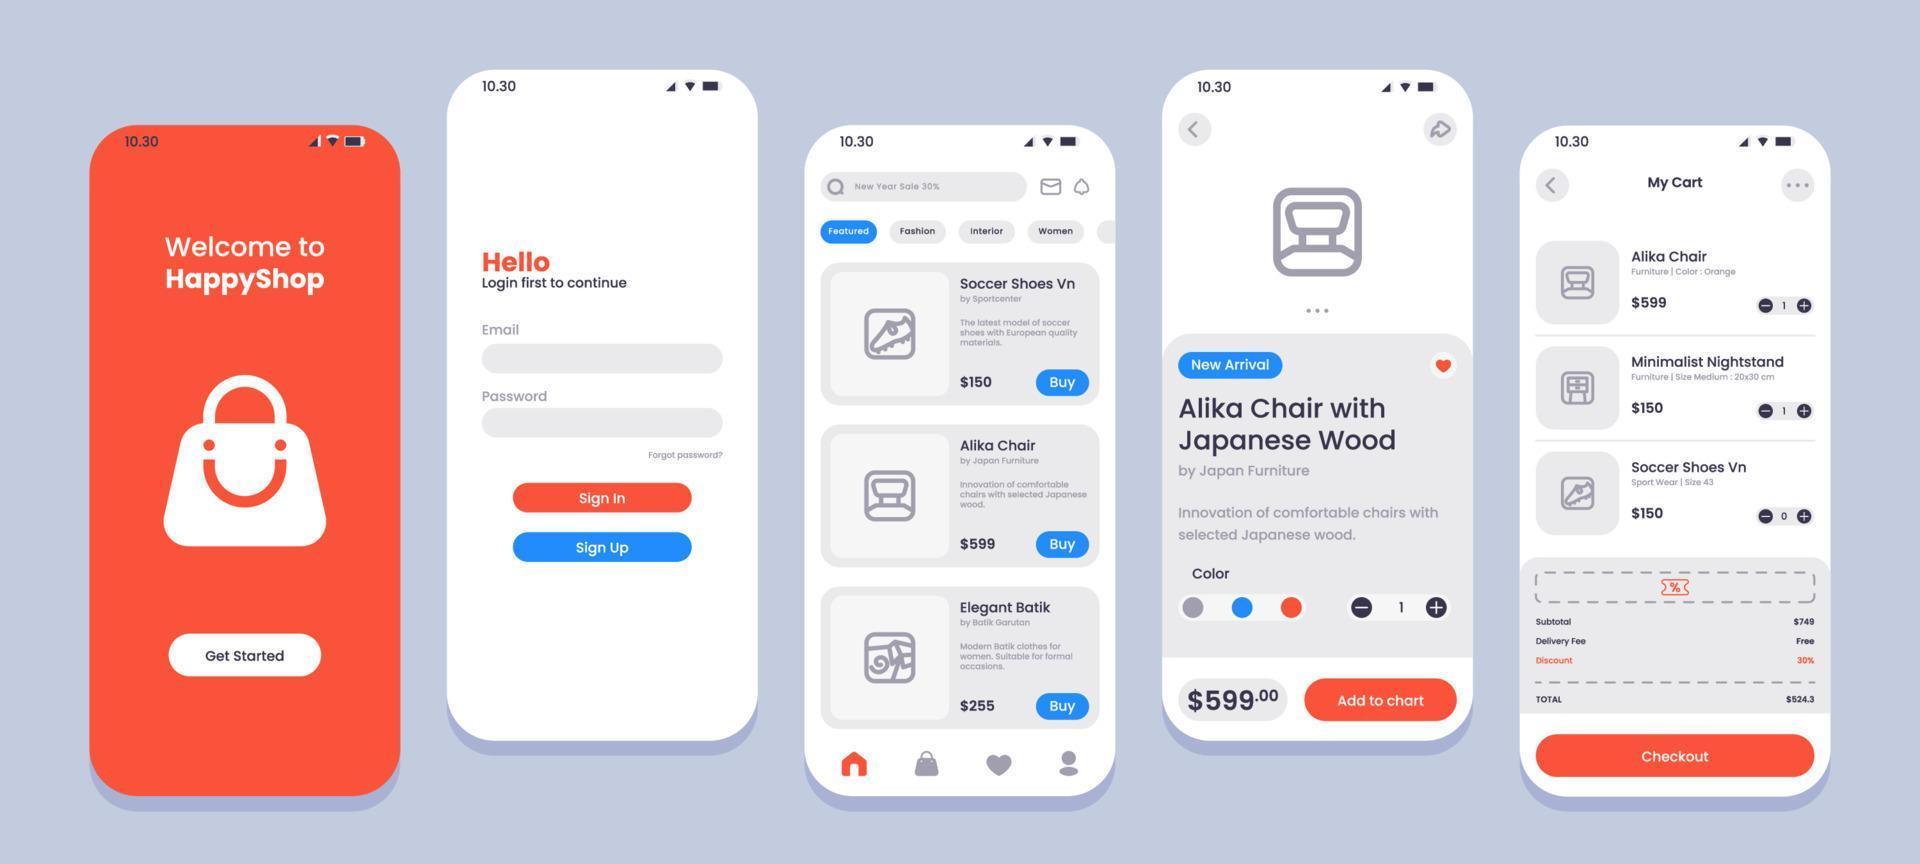 10.30
Welcome to
HappyShop
Get Started
10.30
Hello
Login first to continue
Email
Password
Forgot password?
Sign In
Sign Up
10.30
New Year Sale 30%
Featured
Fashion
Interior
Women
Soccer Shoes Vn
by Sportcenter
The latest model of soccer
shoes with European quality
materials.
$150
Buy
Alika Chair
by Japan Furniture
Innovation of comfortable
chairs with selected Japanese
wood.
$599
Buy
Elegant Batik
by Batik Garutan
Modern Batik clothes for
women. Suitable for formal
occasions.
$255
Buy
10.30
New Arrival
Alika Chair with
Japanese Wood
by Japan Furniture
Innovation of comfortable chairs with
selected Japanese wood.
Color
1
$599.00
Add to chart
10.30
My Cart
Alika Chair
Furniture | Color : Orange
$599
1
Minimalist Nightstand
Furniture | Size Medium : 20x30 cm
$150
1
Soccer Shoes Vn
Sport Wear | Size 43
$150
0
%
Subtotal $749
Delivery Fee Free
Discount 30%
TOTAL $524.3
Checkout